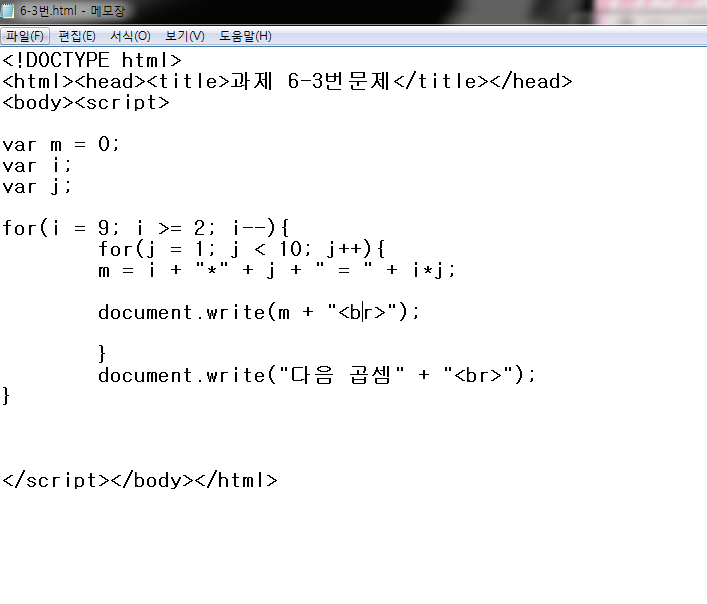 6-3번.html - 메모장
파일(F) 편집(E) 서식(O) 보기(V) 도움말(H)
<!DOCTYPE html>
<html><head><title>과제 6-3번문제</title></head>
<body><script>
var m = 0;
var i;
var j;
for(i = 9; i >= 2; i--){
for(j = 1; j < 10; j++){
m = i + "*" + j + " = " + i*j;
document.write(m + "<br>");
}
document.write("다음 곱셈" + "<br>");
}
</script></body></html>